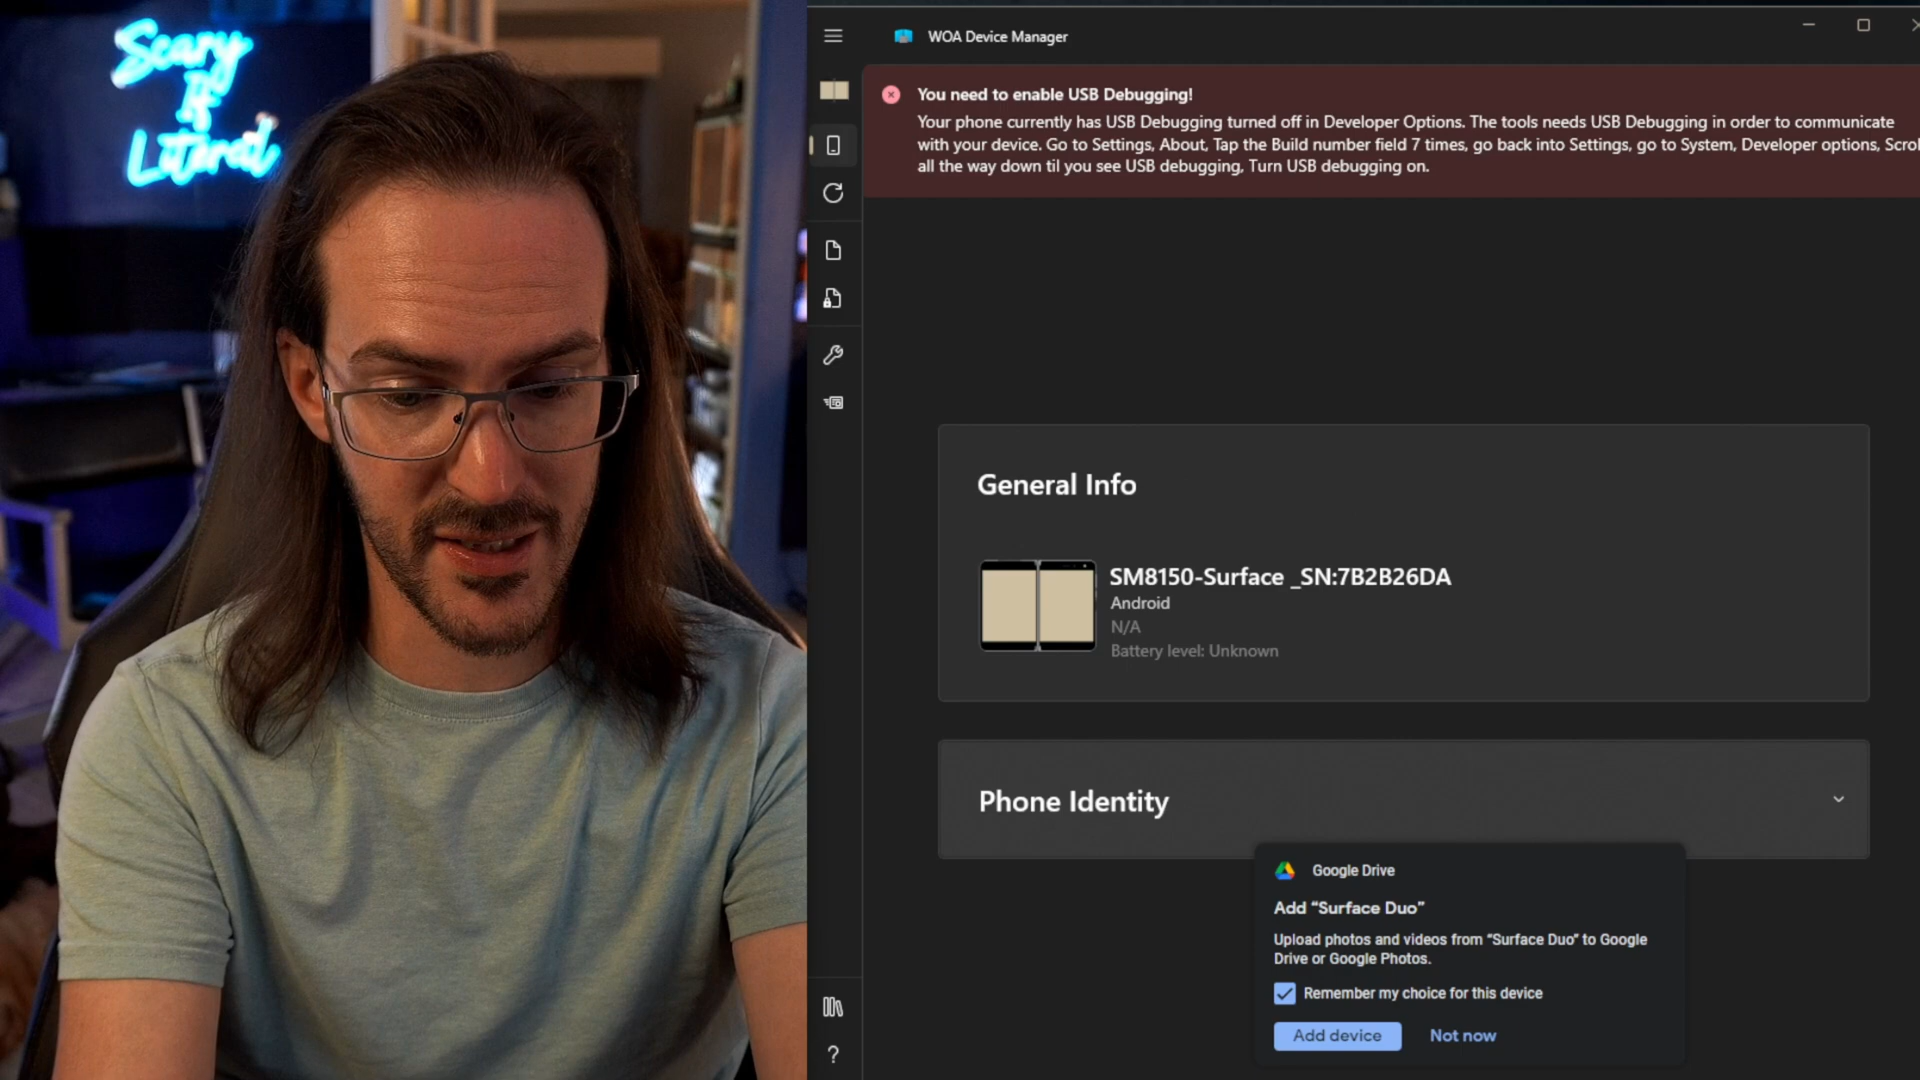 Scary
If
Literal
WOA Device Manager
You need to enable USB Debugging!
Your phone currently has USB Debugging turned off in Developer Options. The tools needs USB Debugging in order to communicate
with your device. Go to Settings, About, Tap the Build number field 7 times, go back into Settings, go to System, Developer options, Scrol
all the way down til you see USB debugging, Turn USB debugging on.
General Info
SM8150-Surface _SN:7B2B26DA
Android
N/A
Battery level: Unknown
Phone Identity
Google Drive
Add “Surface Duo”
Upload photos and videos from “Surface Duo” to Google
Drive or Google Photos.
Remember my choice for this device
Add device
Not now
?